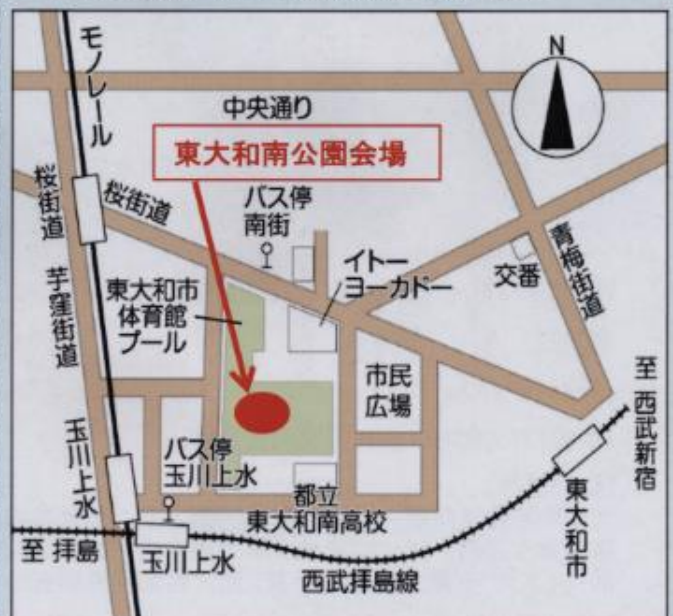 モノレール
N
中央通り
東大和南公園会場
桜街道
桜街道
バス停
南街
イトー
ヨーカドー
交番
青梅街道
芋窪街道
東大和市
体育館
プール
市民
広場
至 西武新宿
玉川上水
バス停
玉川上水
都立
東大和南高校
東大和市
至 拝島
玉川上水
西武拝島線